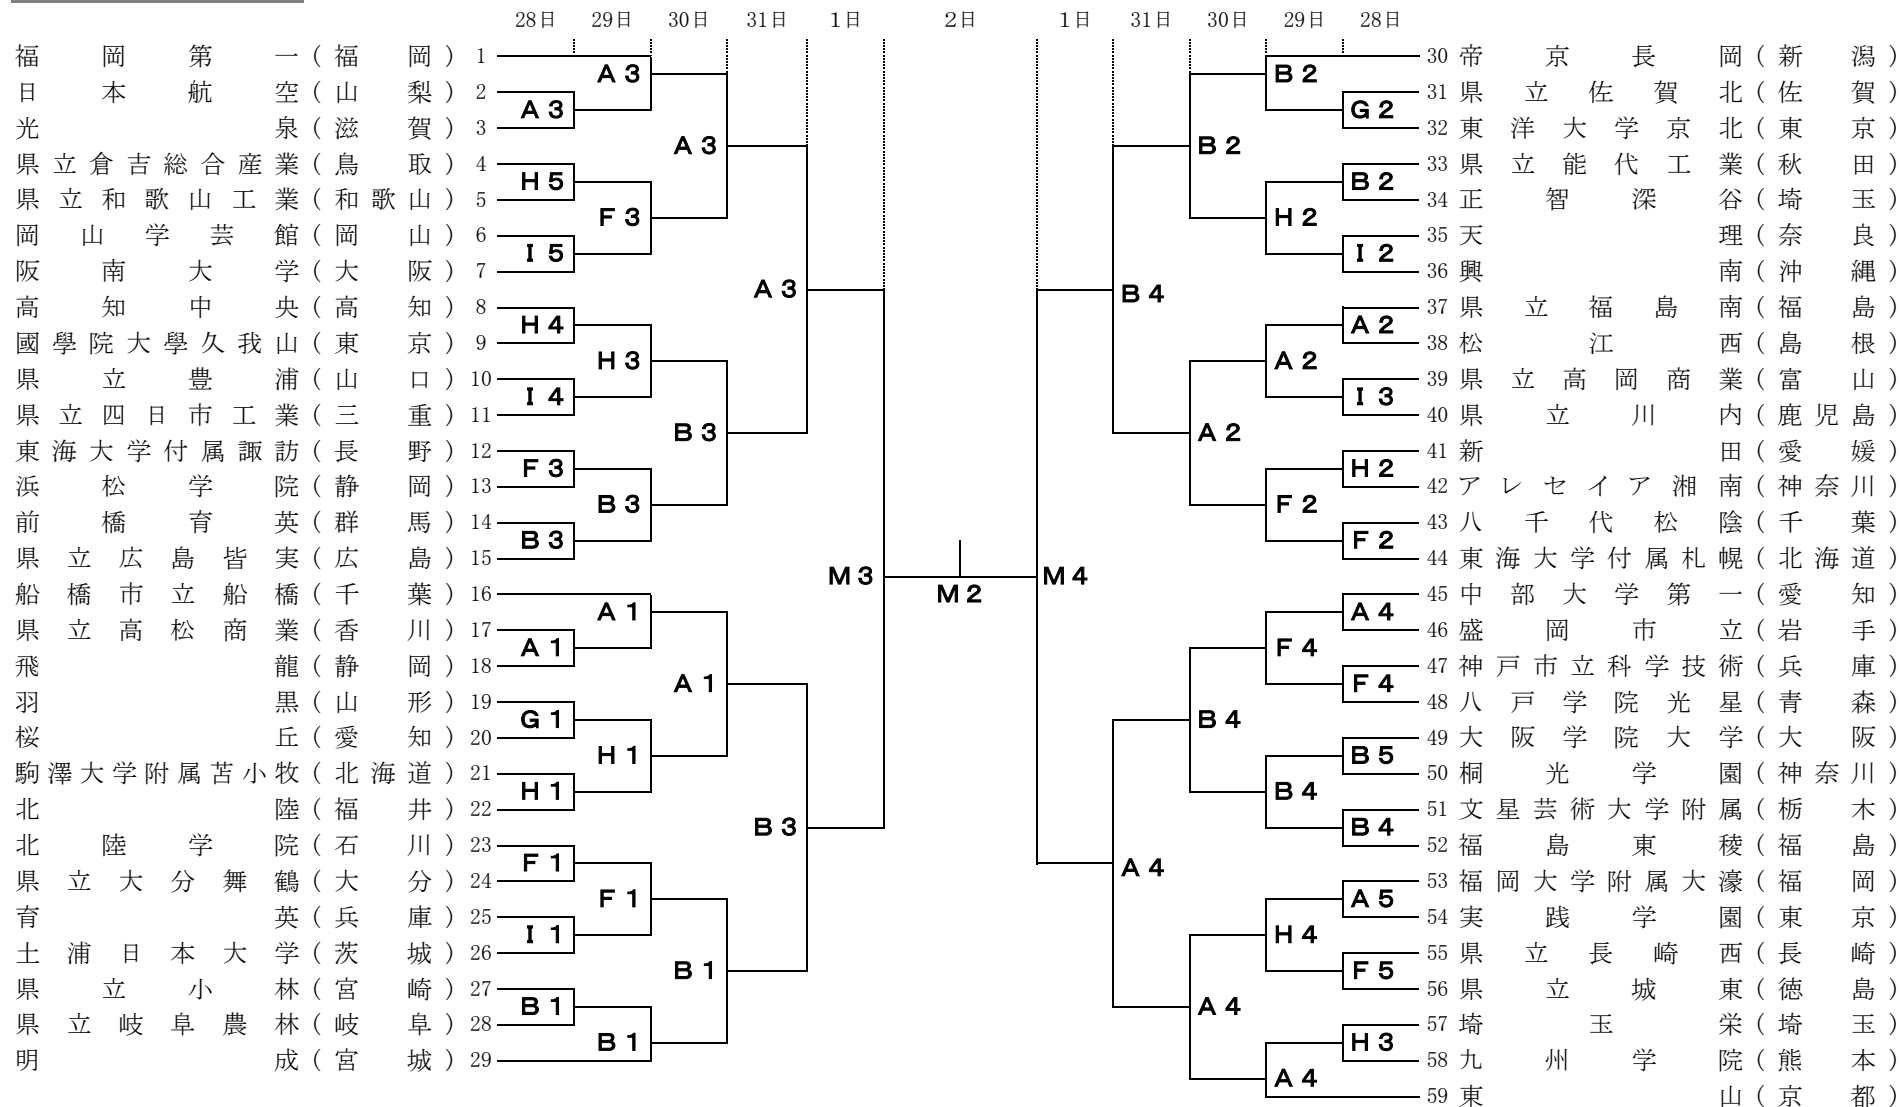 28日 29日 30日 31日 1日 2日 1日 31日 30日 29日 28日
福岡第一(福岡) 1
日本航空(山梨) 2
光泉(滋賀) 3
県立倉吉総合産業(鳥取) 4
県立和歌山工業(和歌山) 5
岡山学芸館(岡山) 6
阪南大学(大阪) 7
高知中央(高知) 8
國學院大學久我山(東京) 9
県立豊浦(山口) 10
県立四日市工業(三重) 11
東海大学付属諏訪(長野) 12
浜松学院(静岡) 13
前橋育英(群馬) 14
県立広島皆実(広島) 15
船橋市立船橋(千葉) 16
県立高松商業(香川) 17
飛龍(静岡) 18
羽黒(山形) 19
桜丘(愛知) 20
駒澤大学附属苫小牧(北海道) 21
北陸(福井) 22
北陸学院(石川) 23
県立大分舞鶴(大分) 24
育英(兵庫) 25
土浦日本大学(茨城) 26
県立小林(宮崎) 27
県立岐阜農林(岐阜) 28
明成(宮城) 29
A3
H5
I5
H4
I4
F3
B3
A1
G1
H1
F1
I1
B1
A3
F3
H3
B3
A1
H1
F1
B1
A3
B3
A1
B1
A3
B3
M3
M2
M4
B4
A4
B2
A2
B4
A4
B2
H2
A2
F2
F4
B4
H4
A4
G2
B2
I2
A2
I3
H2
F2
A4
F4
B5
B4
A5
F5
H3
30 帝京長岡(新潟)
31 県立佐賀北(佐賀)
32 東洋大学京北(東京)
33 県立能代工業(秋田)
34 正智深谷(埼玉)
35 天理(奈良)
36 興南(沖縄)
37 県立福島南(福島)
38 松江西(島根)
39 県立高岡商業(富山)
40 県立川内(鹿児島)
41 新田(愛媛)
42 アレセイア湘南(神奈川)
43 八千代松陰(千葉)
44 東海大学付属札幌(北海道)
45 中部大学第一(愛知)
46 盛岡市立(岩手)
47 神戸市立科学技術(兵庫)
48 八戸学院光星(青森)
49 大阪学院大学(大阪)
50 桐光学園(神奈川)
51 文星芸術大学附属(栃木)
52 福島東稜(福島)
53 福岡大学附属大濠(福岡)
54 実践学園(東京)
55 県立長崎西(長崎)
56 県立城東(徳島)
57 埼玉栄(埼玉)
58 九州学院(熊本)
59 東山(京都)